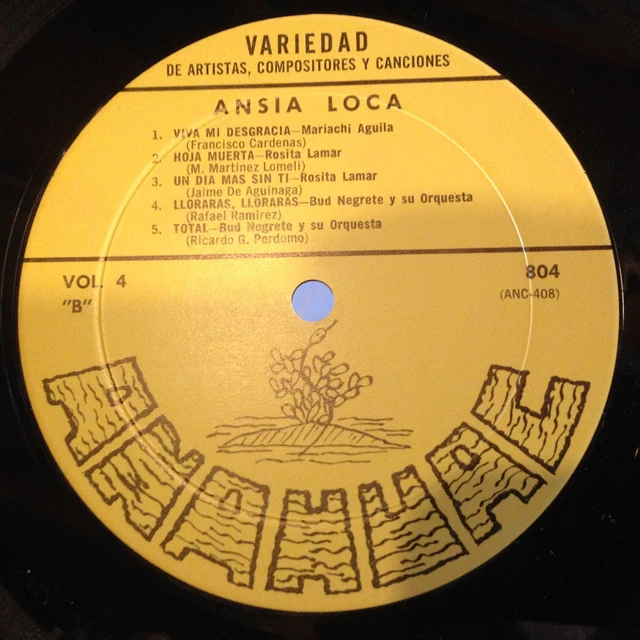 VARIEDAD
DE ARTISTAS, COMPOSITORES Y CANCIONES
ANSIA LOCA
1. VIVA MI DESGRACIA—Mariachi Aguila
(Francisco Cardenas)
2. HOJA MUERTA—Rosita Lamar
(M. Martinez Lomeli)
3. UN DIA MAS SIN TI—Rosita Lamar
(Jaime De Aguinaga)
4. LLORARAS, LLORARAS—Bud Negrete y su Orquesta
(Rafael Ramirez)
5. TOTAL—Bud Negrete y su Orquesta
(Ricardo G. Perdomo)
VOL. 4
"B"
804
(ANC-408)
ANAHUAC